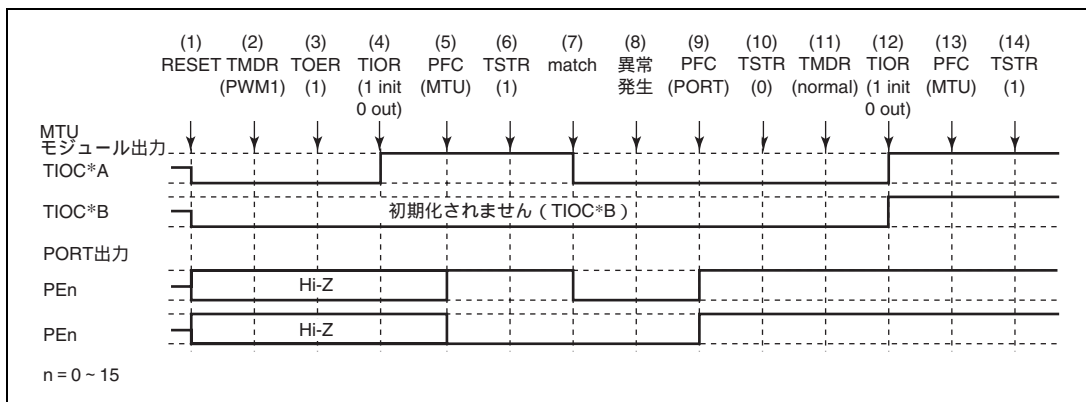 (1) (2) (3) (4) (5) (6) (7) (8) (9) (10) (11) (12) (13) (14)
RESET TMDR TOER TIOR PFC TSTR match 異常 PFC TSTR TMDR TIOR PFC TSTR
(PWM1) (1) (1 init (MTU) (1) 発生 (PORT) (0) (normal) (1 init (MTU) (1)
0 out) 0 out)
MTU
モジュール出力
TIOC*A
TIOC*B 初期化されません（TIOC*B）
PORT出力
PEn Hi-Z
PEn Hi-Z
n = 0 ~ 15